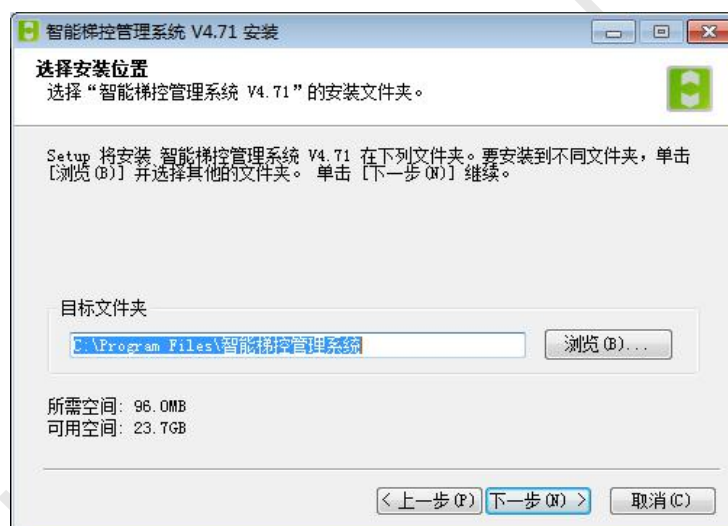 智能梯控管理系统 V4.71 安装
选择安装位置
选择“智能梯控管理系统 V4.71”的安装文件夹。
Setup 将安装 智能梯控管理系统 V4.71 在下列文件夹。要安装到不同文件夹，单击
[浏览(B)] 并选择其他的文件夹。 单击 [下一步(N)] 继续。
目标文件夹
C:\Program Files\智能梯控管理系统
浏览(B)...
所需空间: 96.0MB
可用空间: 23.7GB
< 上一步(P)
下一步(N) >
取消(C)